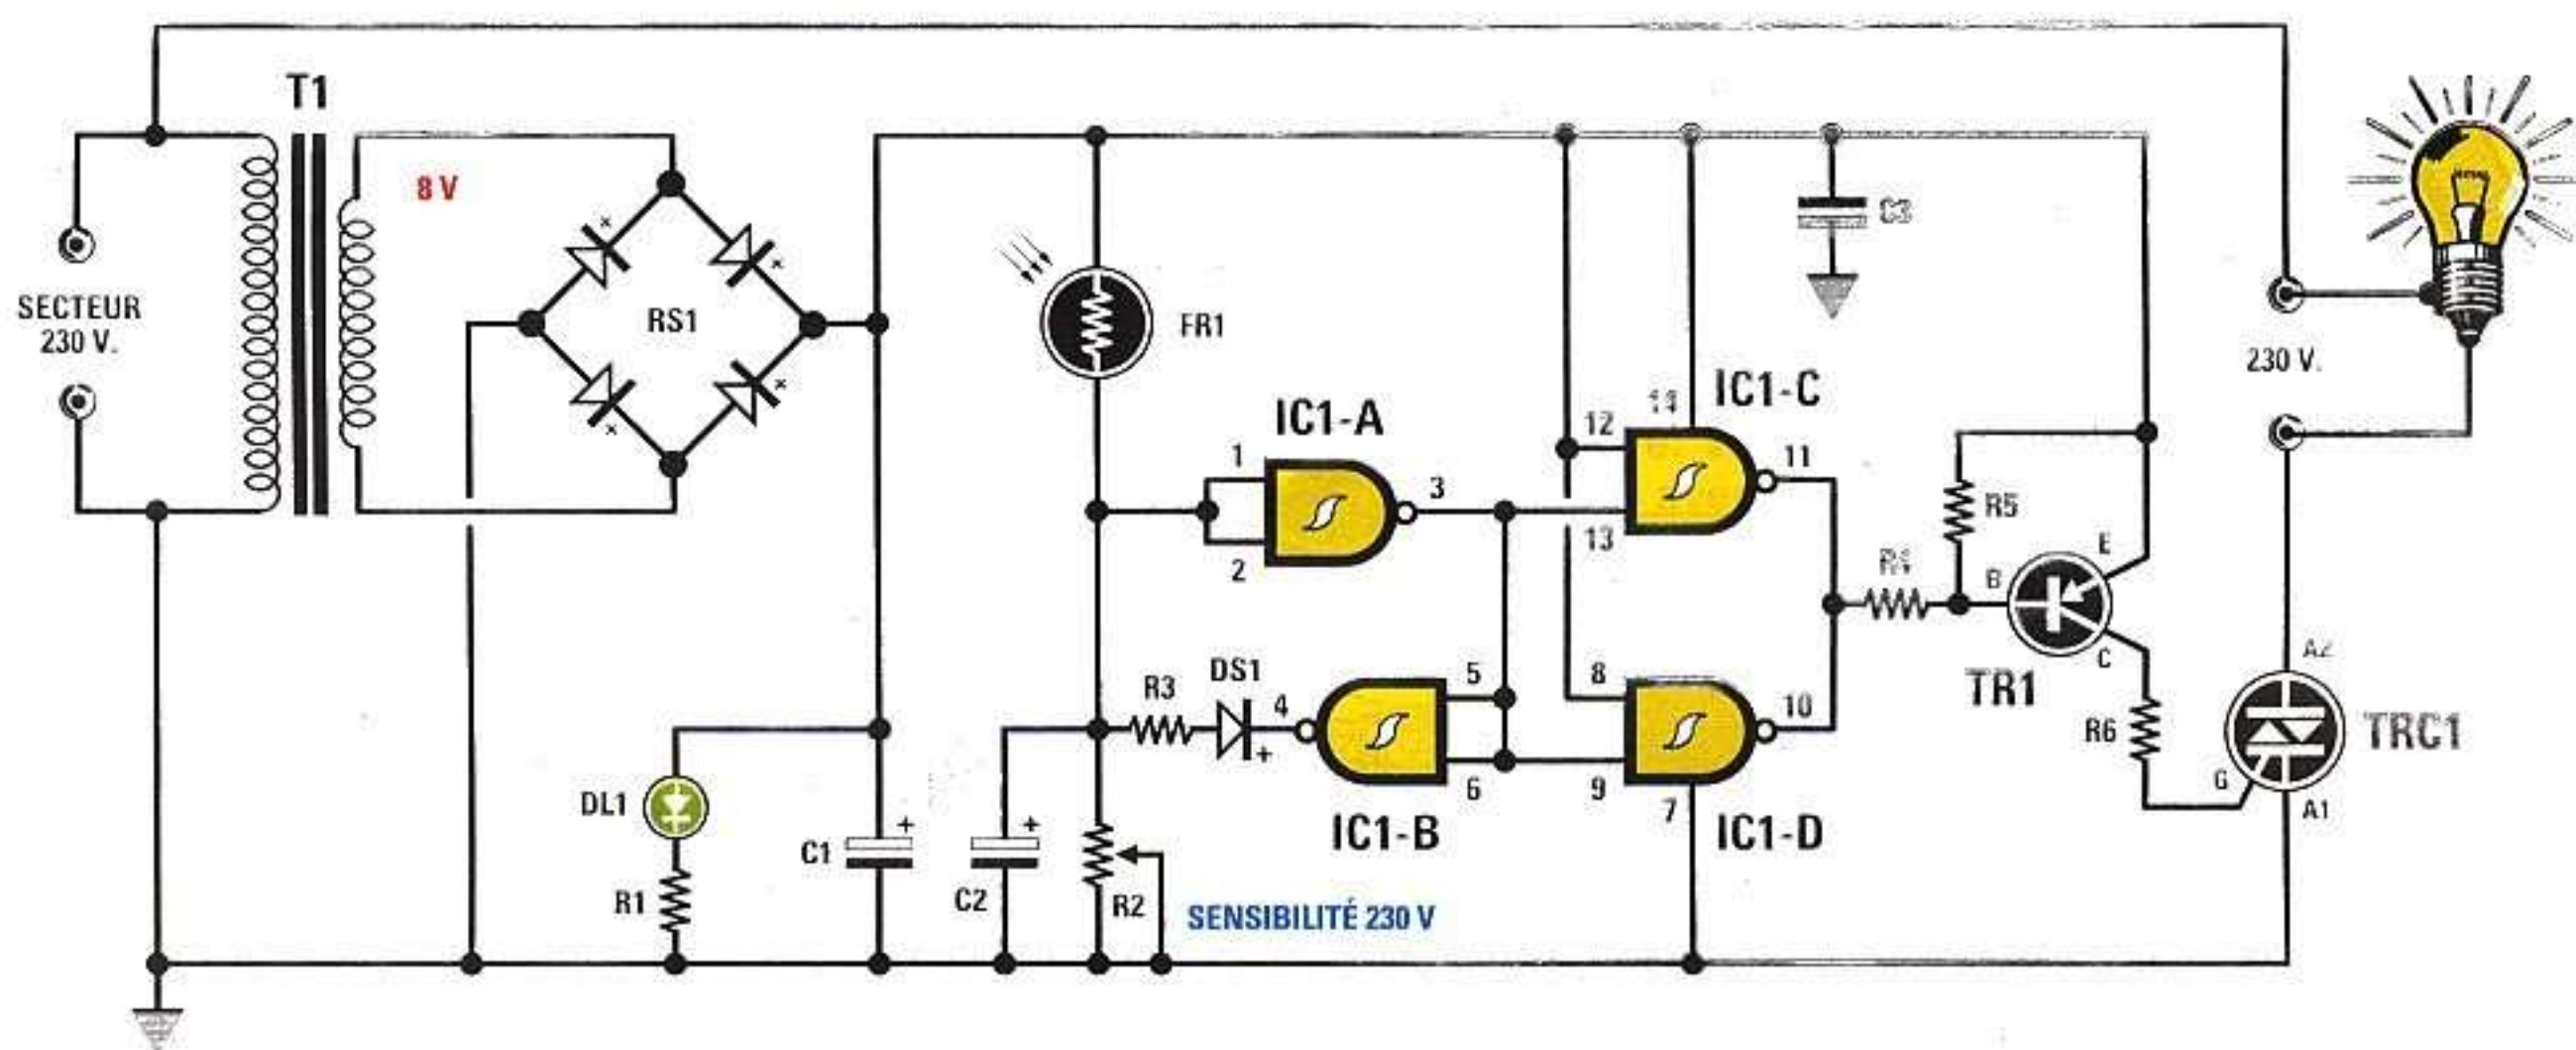 T1
8 V
SECTEUR
230 V.
RS1
FR1
C3
230 V.
IC1-A
IC1-C
14
12
11
13
1
2
3
R5
R4
E
B
C
TR1
R6
A2
TRC1
G
A1
R3
DS1
+
4
5
6
8
10
9
7
IC1-B
IC1-D
DL1
R1
C1
+
C2
+
R2
SENSIBILITÉ 230 V